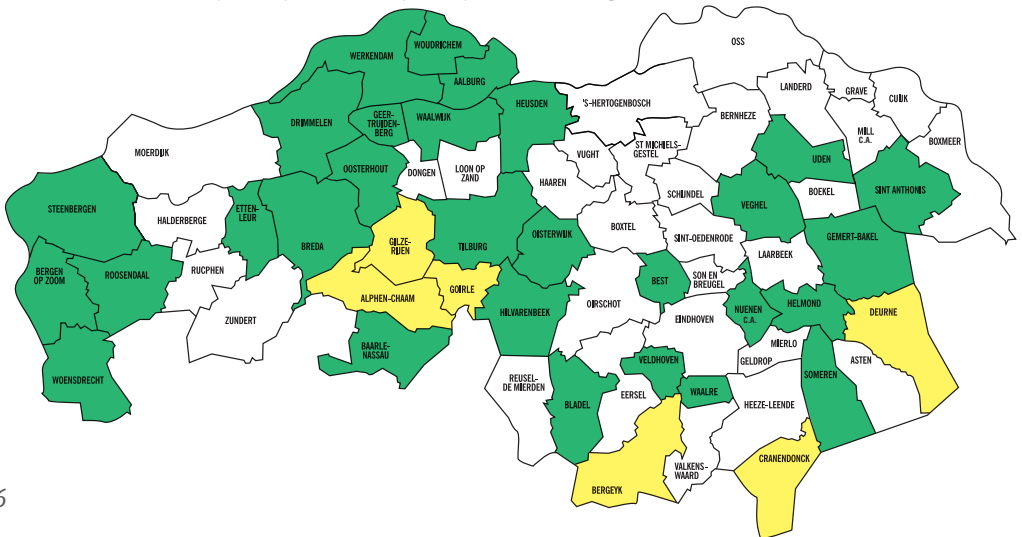 WOUDRICHEM
WERKENDAM
OSS
AALBURG
LANDERD
GRAVE
CUIJK
HEUSDEN
'S-HERTOGENBOSCH
GEER-
TRUIDEN-
BERG
WAALWIJK
BERNHEZE
DRIMMELEN
MILL
C.A.
BOXMEER
ST MICHIELS-
GESTEL
MOERDIJK
VUGHT
UDEN
OOSTERHOUT
DONGEN
LOON OP
ZAND
HAAREN
SCHIJNDEL
BOEKEL
SINT ANTHONIS
STEENBERGEN
HALDERBERGE
ETTEN-
LEUR
VEGHEL
BOXTEL
GEMERT-BAKEL
BREDA
GILZE-
RIJEN
TILBURG
OISTERWIJK
SINT-OEDENRODE
LAARBEEK
BERGEN
OP ZOOM
ROOSENDAAL
RUCPHEN
SON EN
BREUGEL
BEST
GOIRLE
ALPHEN-CHAAM
OIRSCHOT
NUENEN
C.A.
HELMOND
DEURNE
HILVARENBEEK
ZUNDERT
EINDHOVEN
MIERLO
BAARLE-
NASSAU
VELDHOVEN
GELDROP
ASTEN
WOENSDRECHT
REUSEL-
DE MIERDEN
SOMEREN
BLADEL
EERSEL
WAALRE
HEEZE-LEENDE
CRANENDONCK
VALKENS-
WAARD
BERGEYK